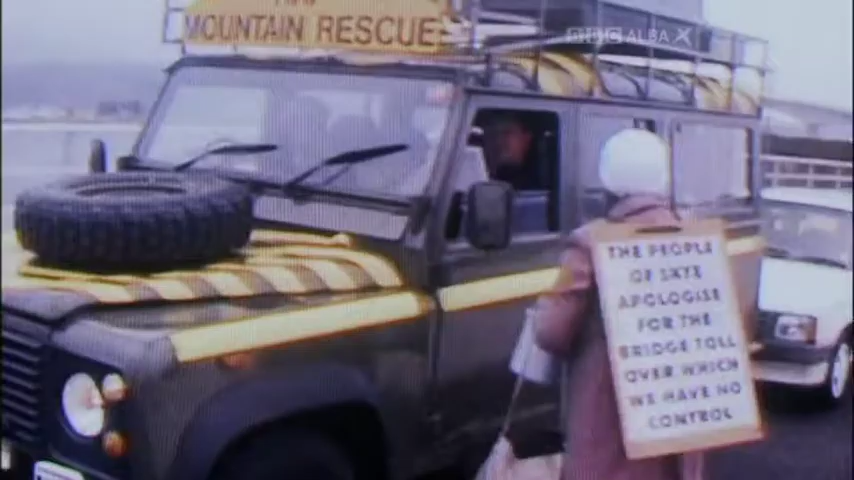 MOUNTAIN RESCUE
BBC ALBA
THE PEOPLE
OF SKYE
APOLOGISE
FOR THE
BRIDGE TOLL
OVER WHICH
WE HAVE NO
CONTROL